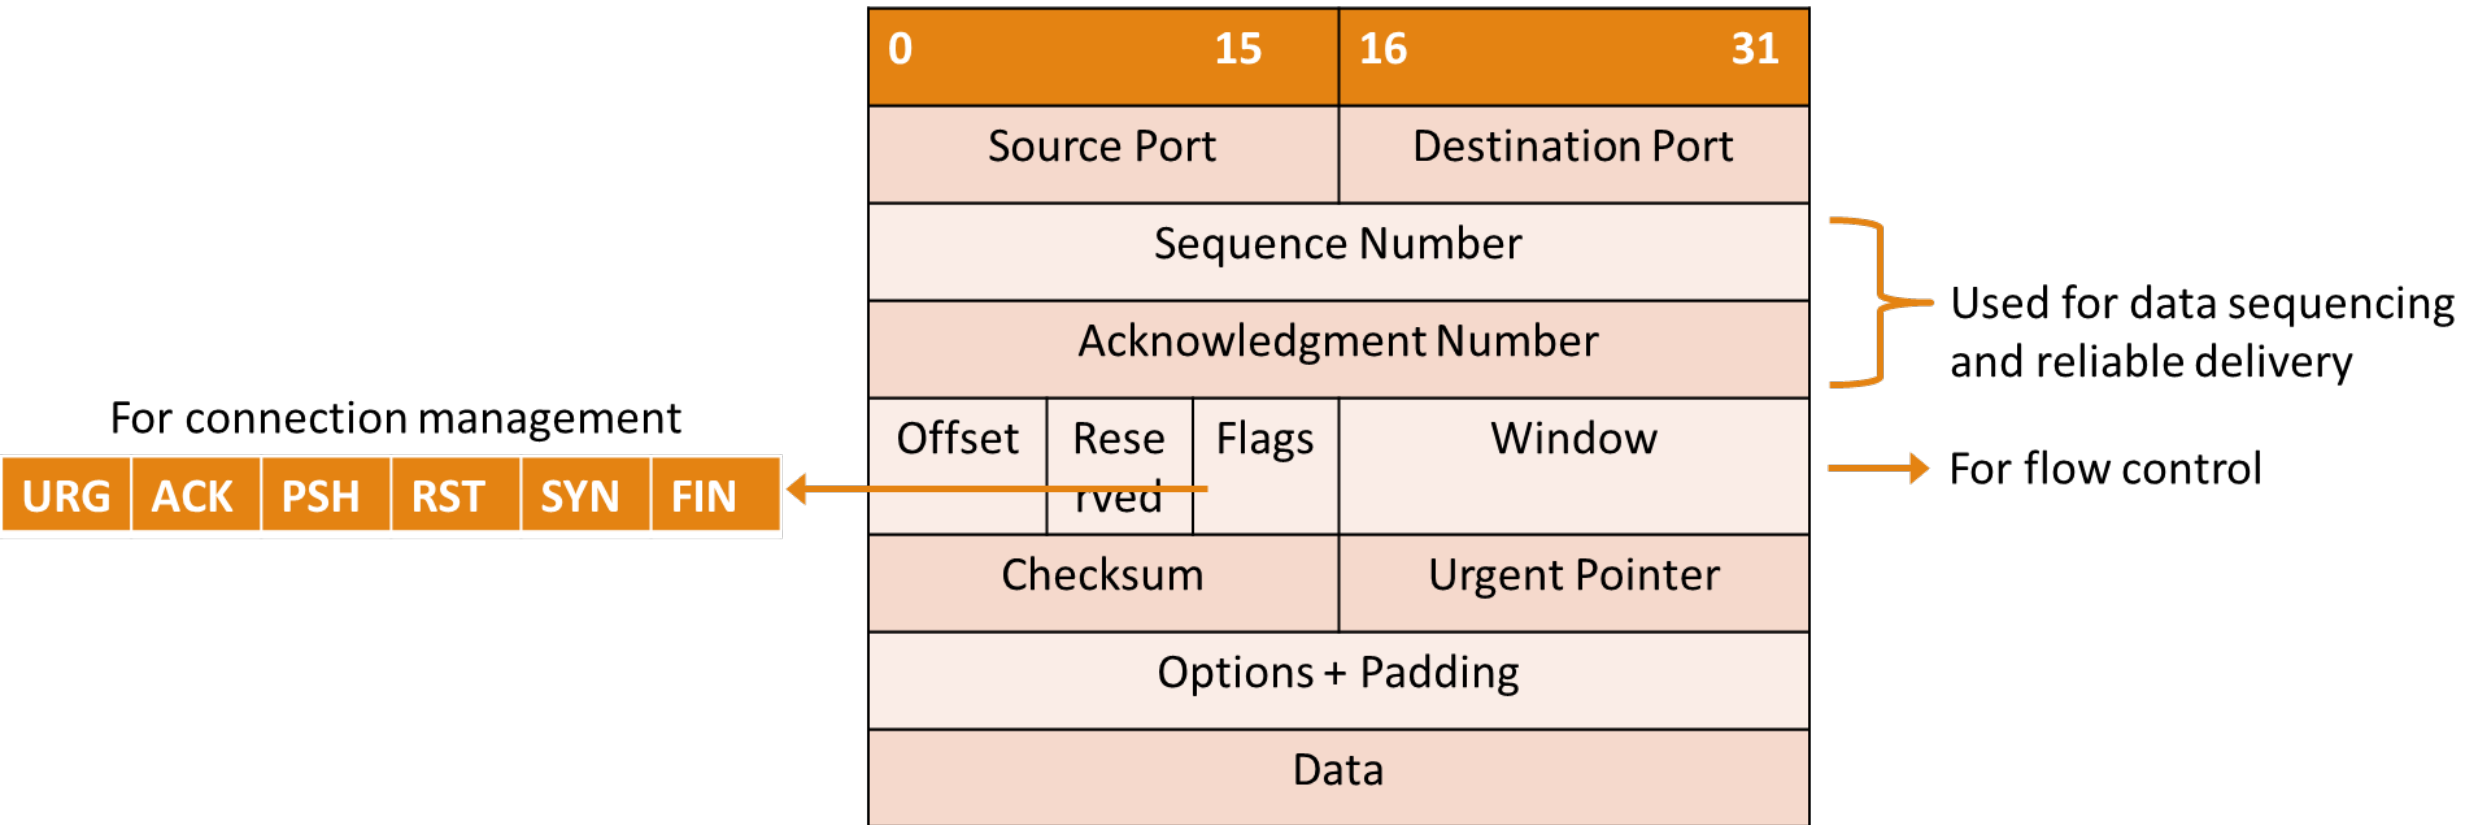 0 15 16 31
Source Port Destination Port
Sequence Number
Acknowledgment Number
Used for data sequencing
and reliable delivery
For connection management
URG ACK PSH RST SYN FIN
Offset Rese Flags Window
rved
For flow control
Checksum Urgent Pointer
Options + Padding
Data